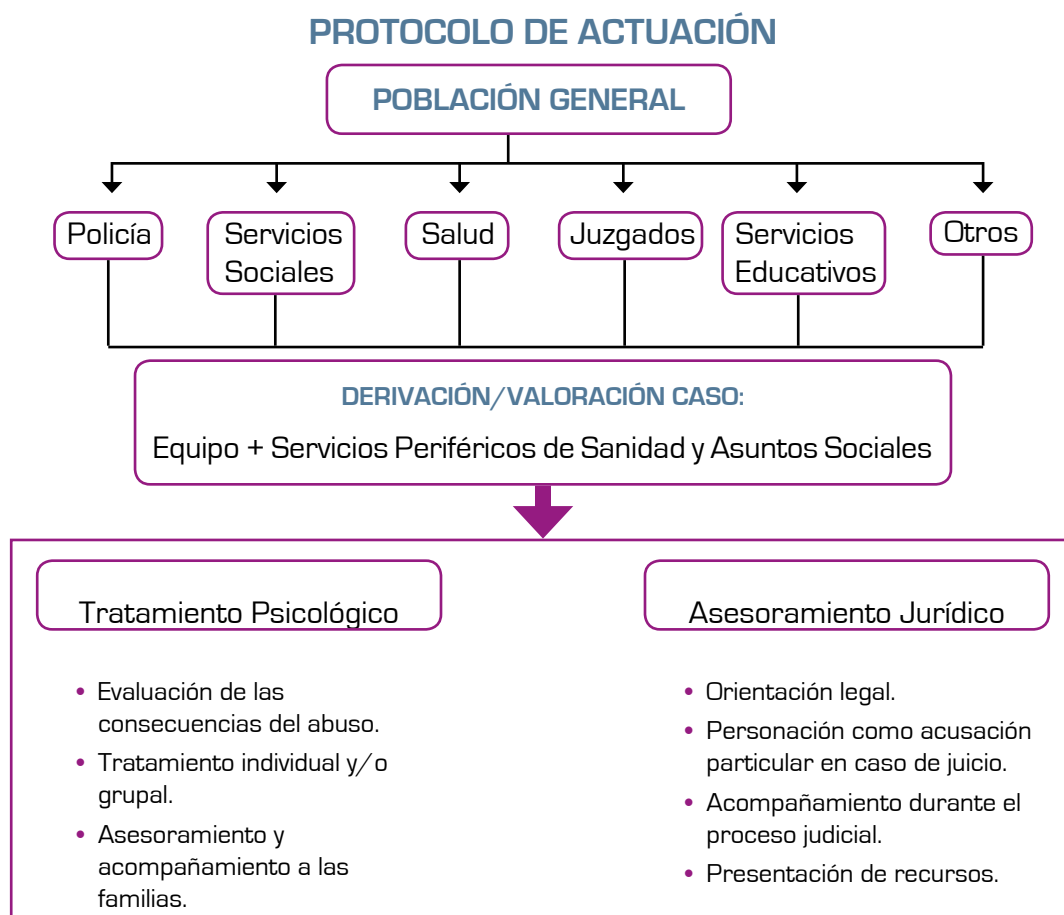 PROTOCOLO DE ACTUACIÓN
POBLACIÓN GENERAL
Policía
Servicios
Sociales
Salud
Juzgados
Servicios
Educativos
Otros
DERIVACIÓN/VALORACIÓN CASO:
Equipo + Servicios Periféricos de Sanidad y Asuntos Sociales
Tratamiento Psicológico
• Evaluación de las
consecuencias del abuso.
• Tratamiento individual y/o
grupal.
• Asesoramiento y
acompañamiento a las
familias.
Asesoramiento Jurídico
• Orientación legal.
• Personación como acusación
particular en caso de juicio.
• Acompañamiento durante el
proceso judicial.
• Presentación de recursos.